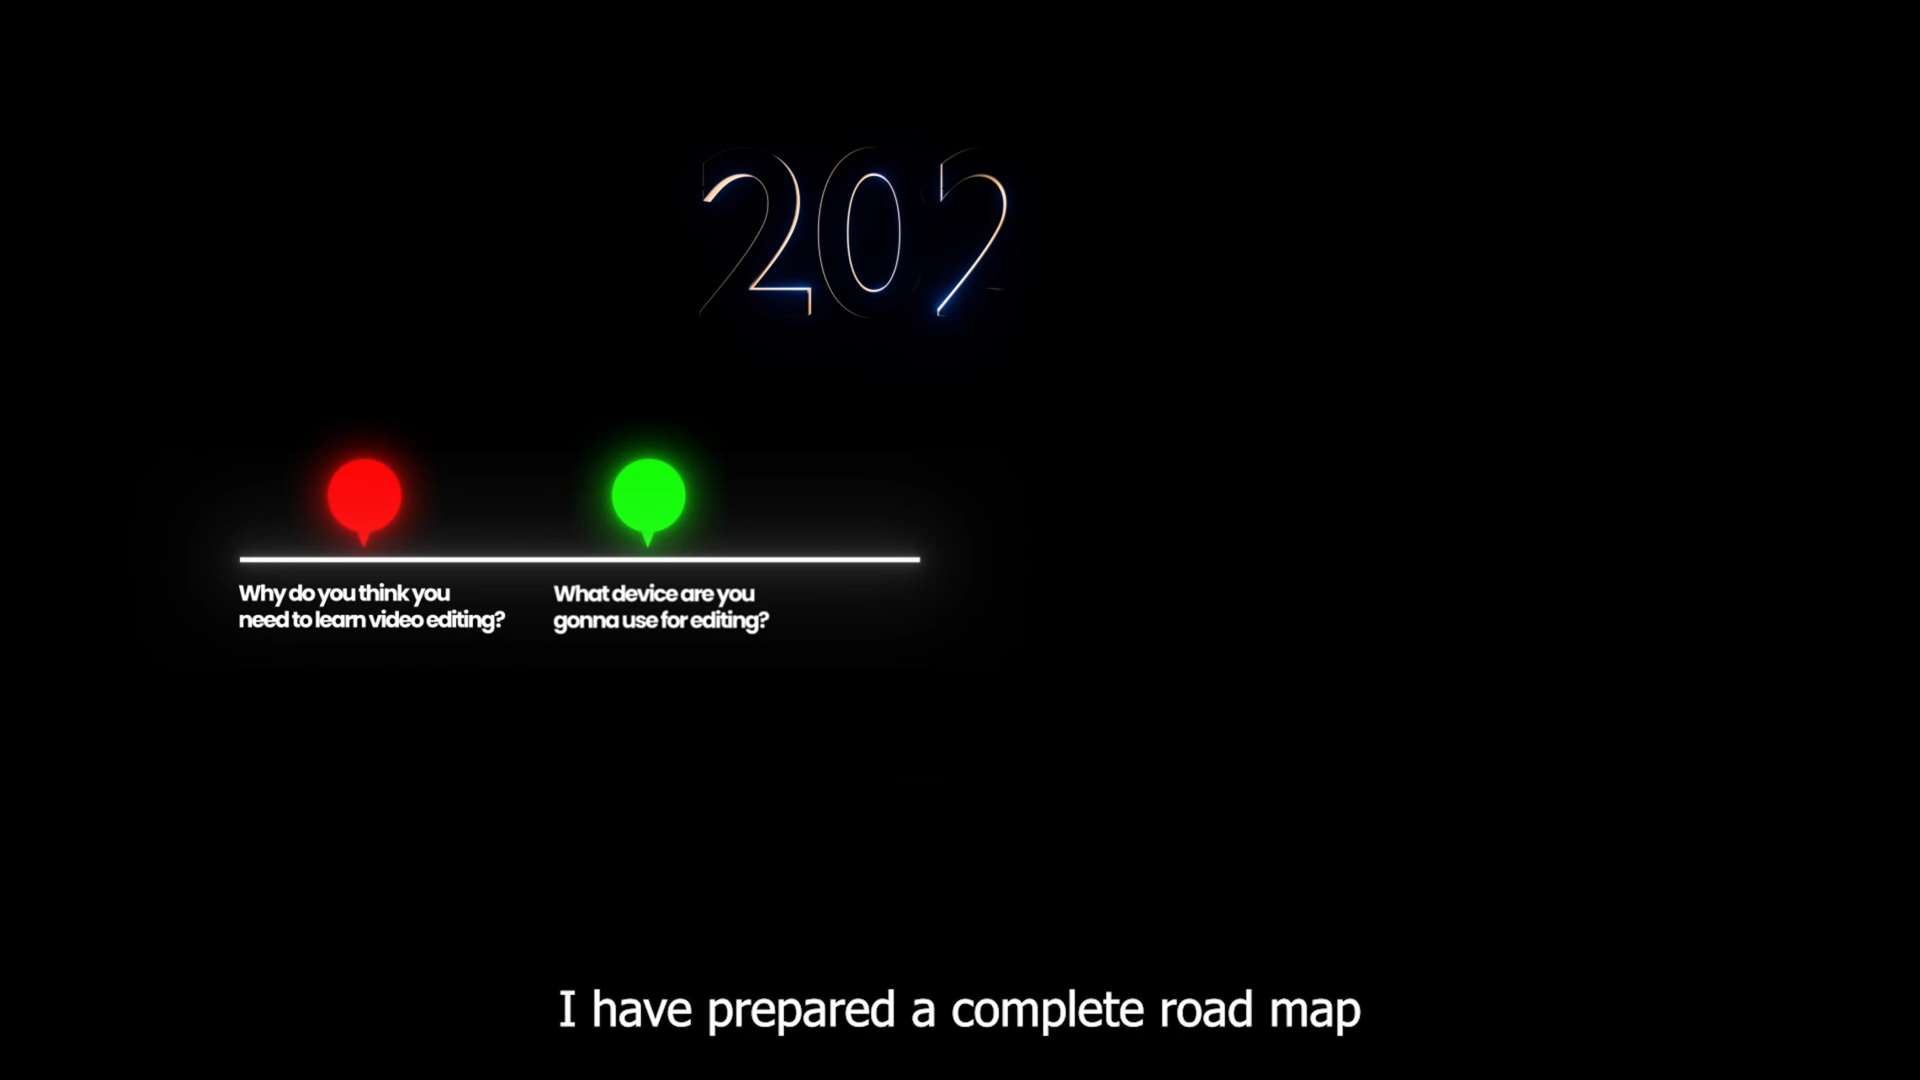 202
Why do you think you
need to learn video editing?
What device are you
gonna use for editing?
I have prepared a complete road map